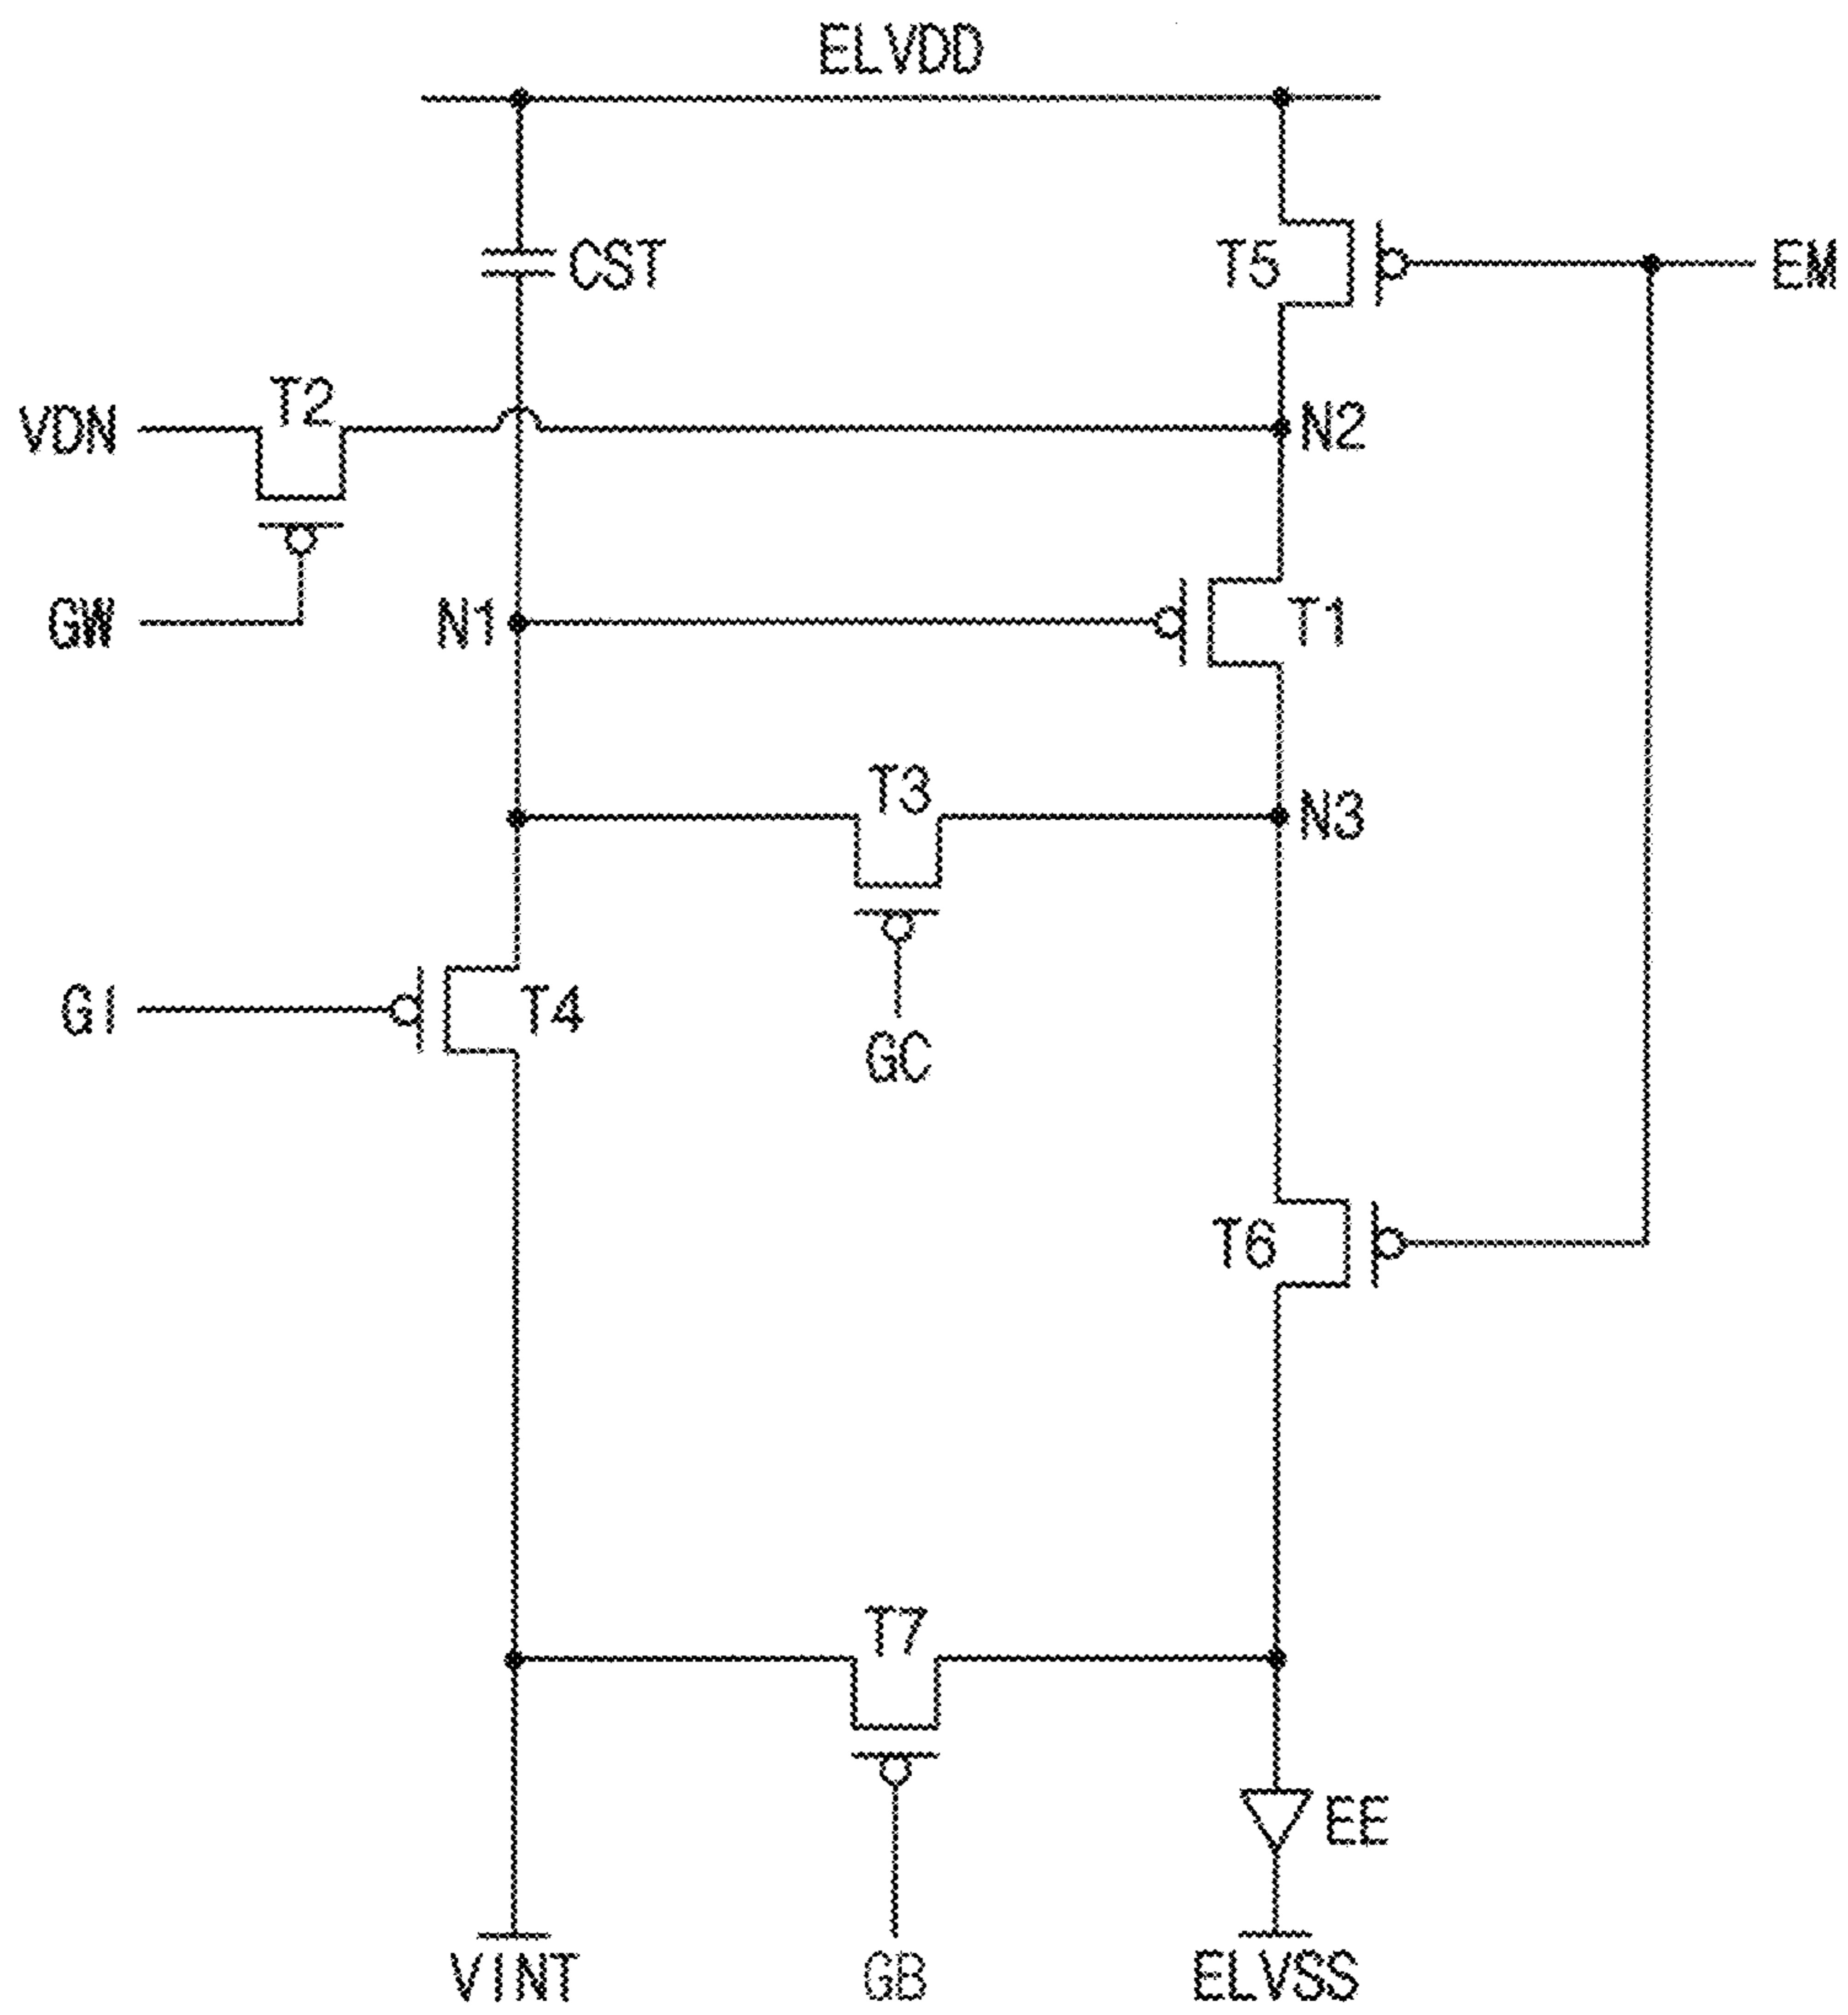 ELVDD
CST
T5
EM
T2
VDN
N2
GW
N1
T1
T3
N3
GI
T4
GC
T6
T7
EE
VINT
GB
ELVSS